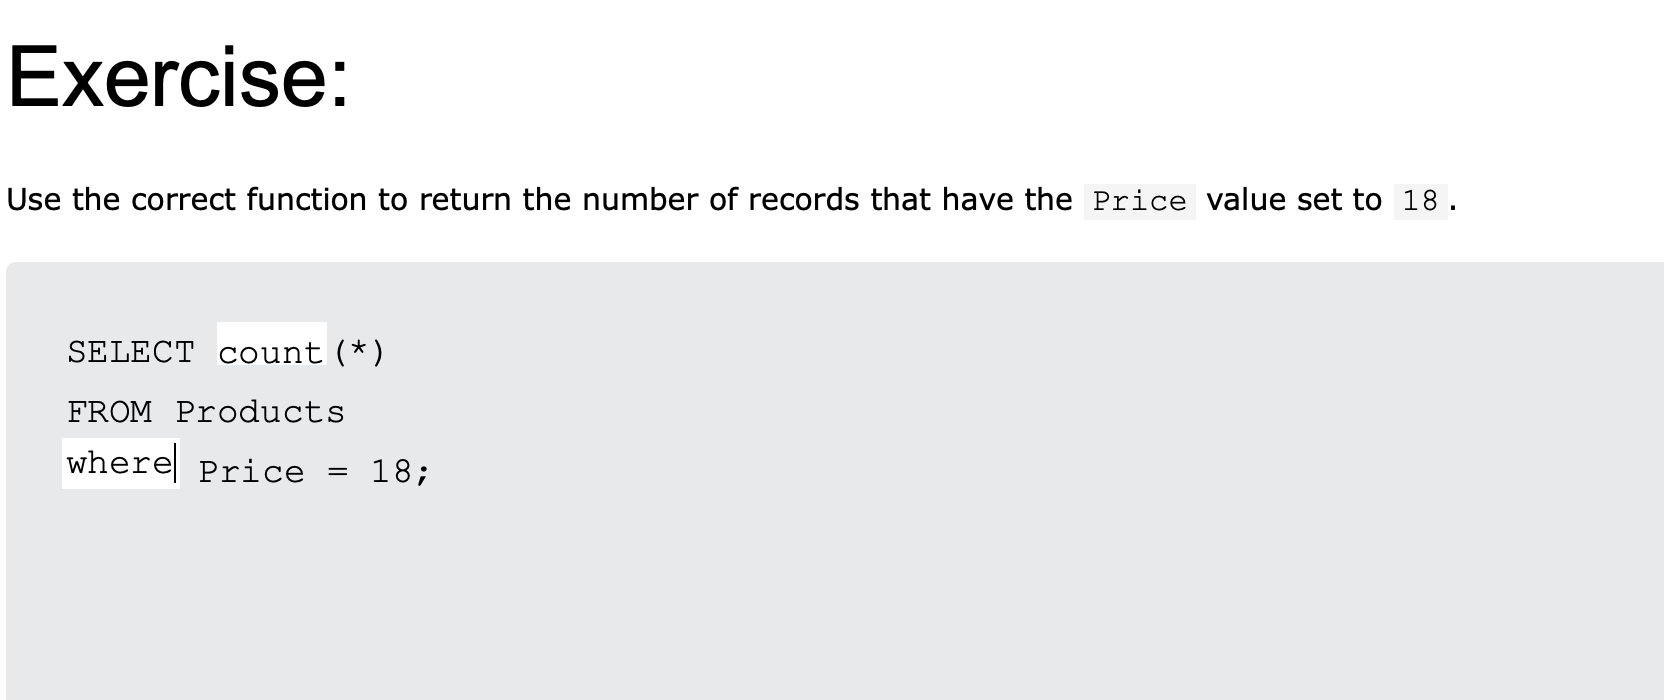 Exercise:
Use the correct function to return the number of records that have the Price value set to 18.
SELECT count(*)
FROM Products
where Price = 18;